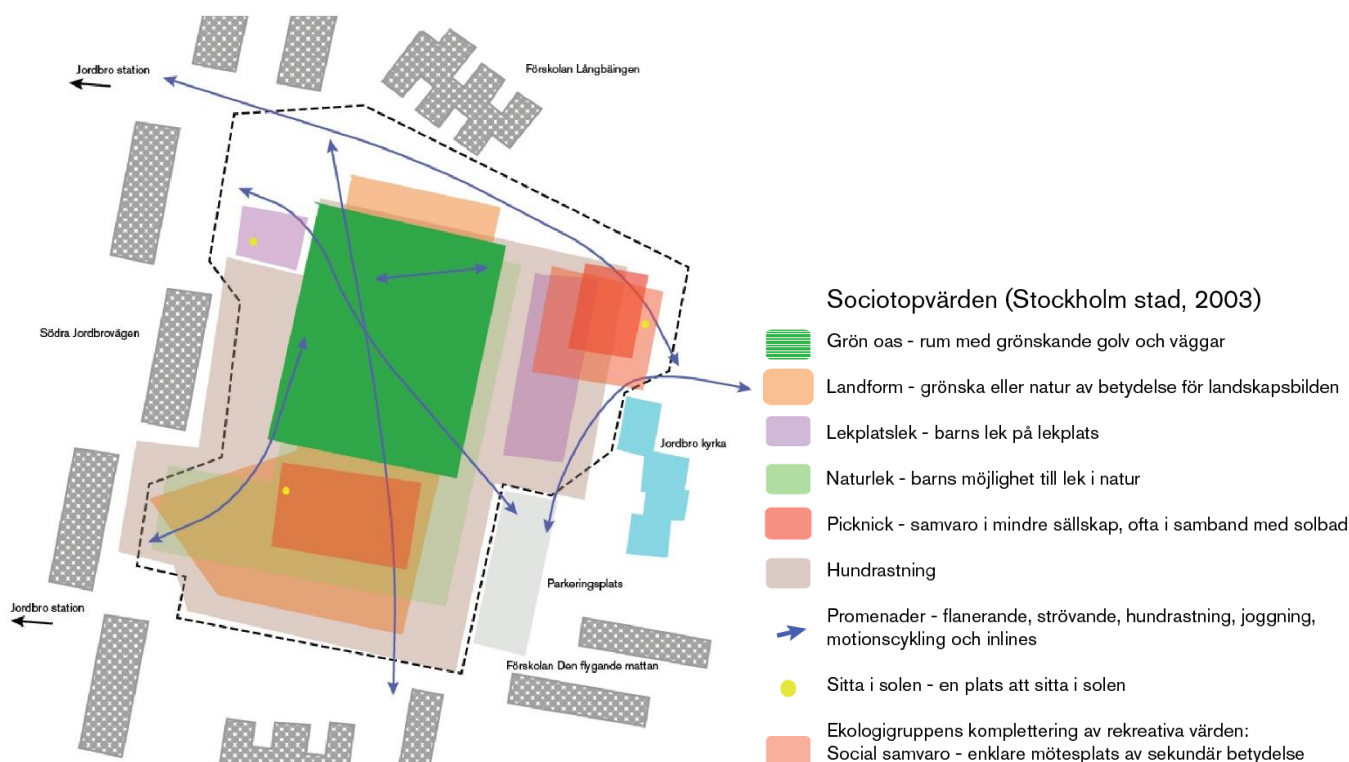 Jordbro station
Förskolan Långbäingen
Södra Jordbrovägen
Jordbro kyrka
Parkeringsplats
Jordbro station
Förskolan Den flygande mattan
Sociotopvärden (Stockholm stad, 2003)
Grön oas - rum med grönskande golv och väggar
Landform - grönska eller natur av betydelse för landskapsbilden
Lekplatslek - barns lek på lekplats
Naturlek - barns möjlighet till lek i natur
Picknick - samvaro i mindre sällskap, ofta i samband med solbad
Hundrastning
Promenader - flanerande, strövande, hundrastning, joggning,
motionscykling och inlines
Sitta i solen - en plats att sitta i solen
Ekologigruppens komplettering av rekreativa värden:
Social samvaro - enklare mötesplats av sekundär betydelse